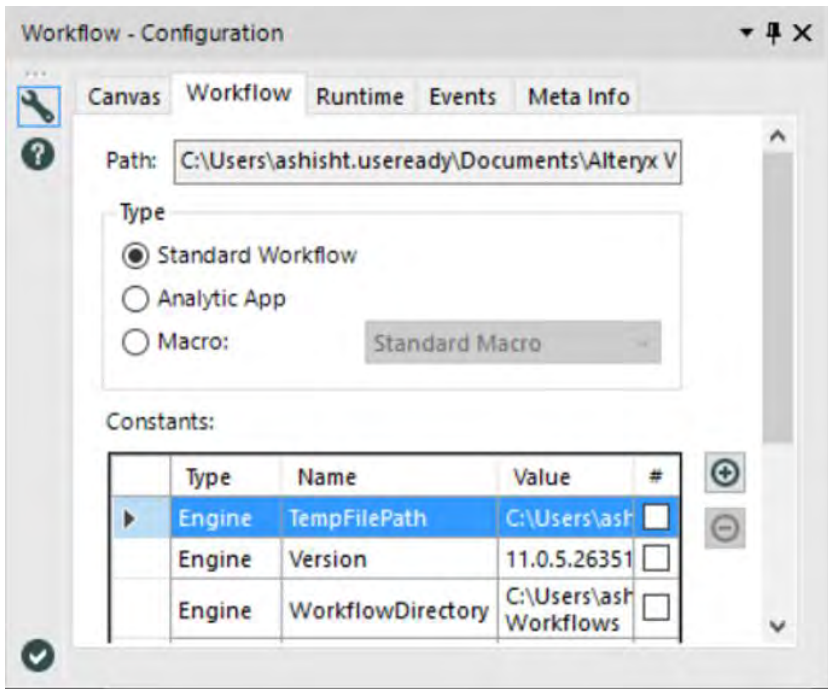 Workflow - Configuration
Canvas Workflow Runtime Events Meta Info
Path: C:\Users\ashisht.useready\Documents\Alteryx V
Type
Standard Workflow
Analytic App
Macro: Standard Macro
Constants:
Type Name Value #
Engine TempFilePath C:\Users\ash
Engine Version 11.0.5.26351
Engine WorkflowDirectory C:\Users\ash
Workflows